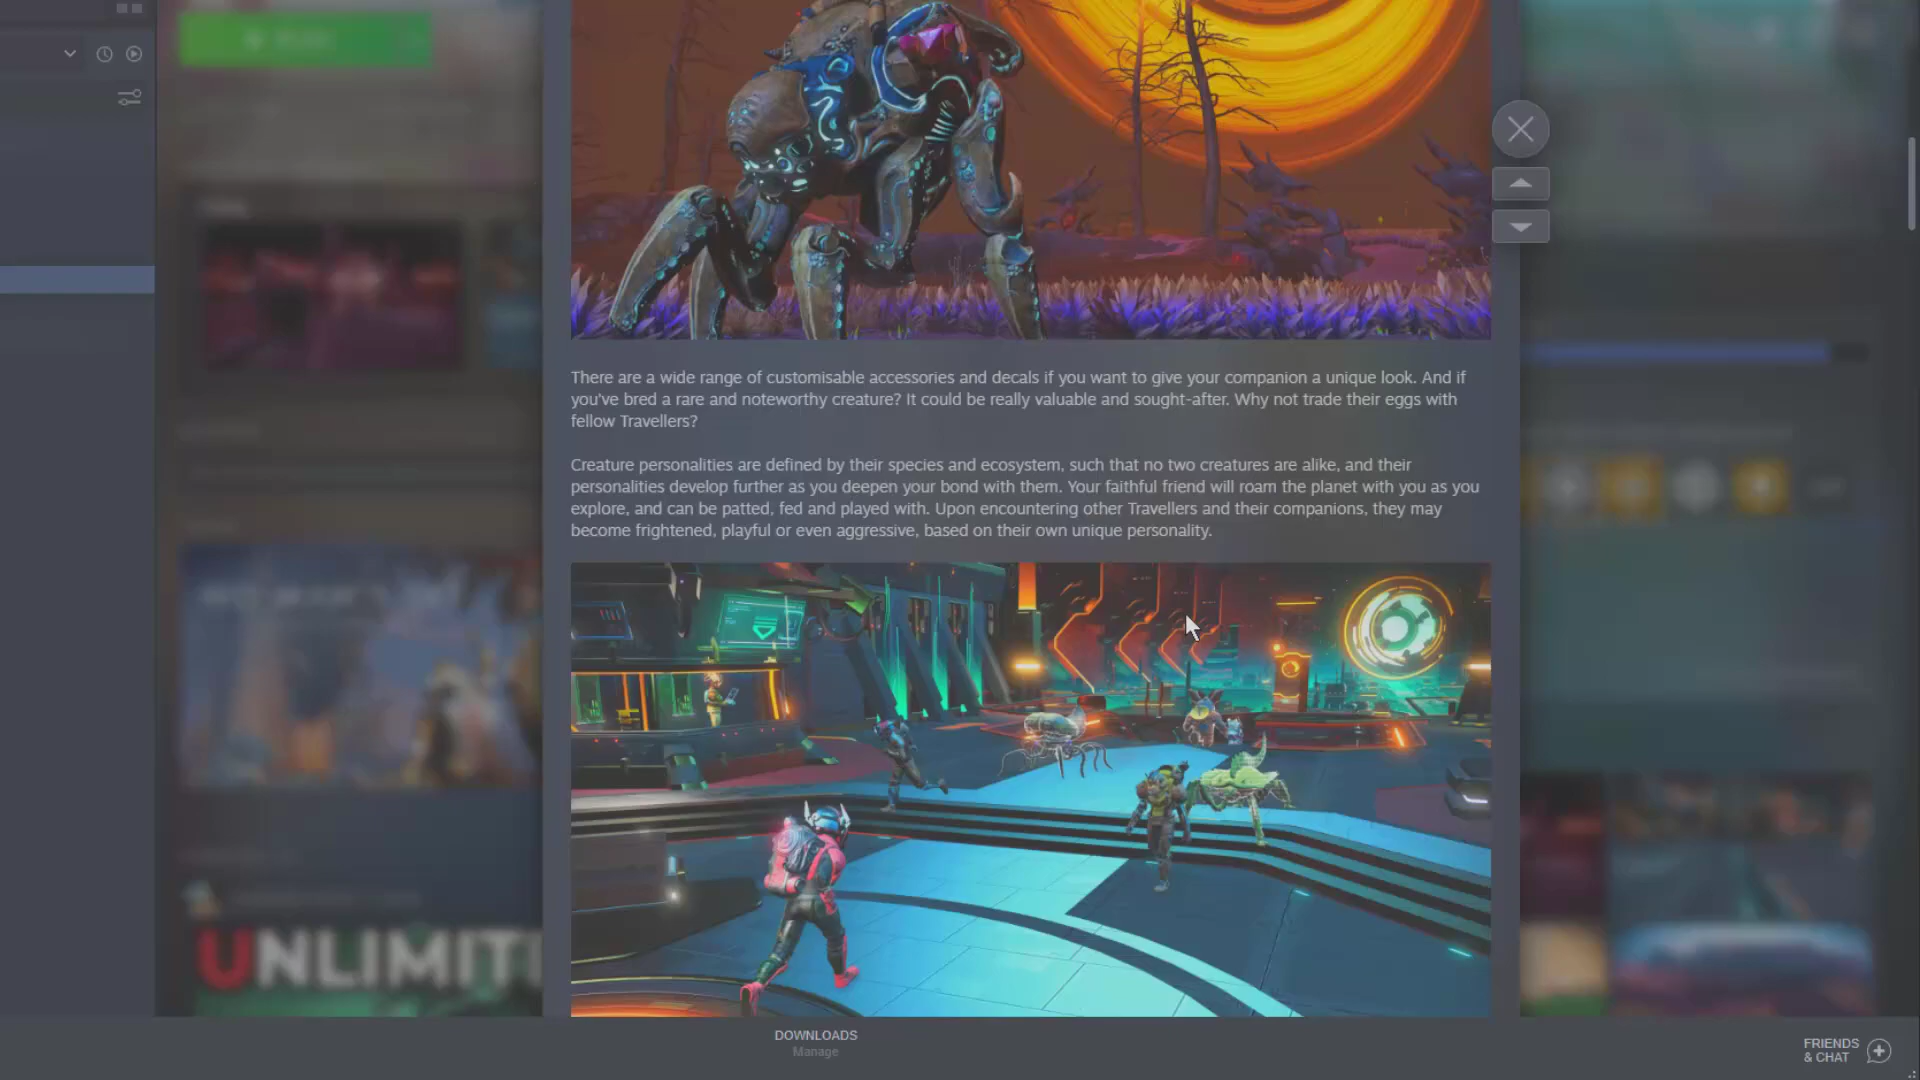 There are a wide range of customisable accessories and decals if you want to give your companion a unique look. And if
you've bred a rare and noteworthy creature? It could be really valuable and sought-after. Why not trade their eggs with
fellow Travellers?
Creature personalities are defined by their species and ecosystem, such that no two creatures are alike, and their
personalities develop further as you deepen your bond with them. Your faithful friend will roam the planet with you as you
explore, and can be patted, fed and played with. Upon encountering other Travellers and their companions, they may
become frightened, playful or even aggressive, based on their own unique personality.
UNLIMIT
DOWNLOADS
Manage
FRIENDS
& CHAT